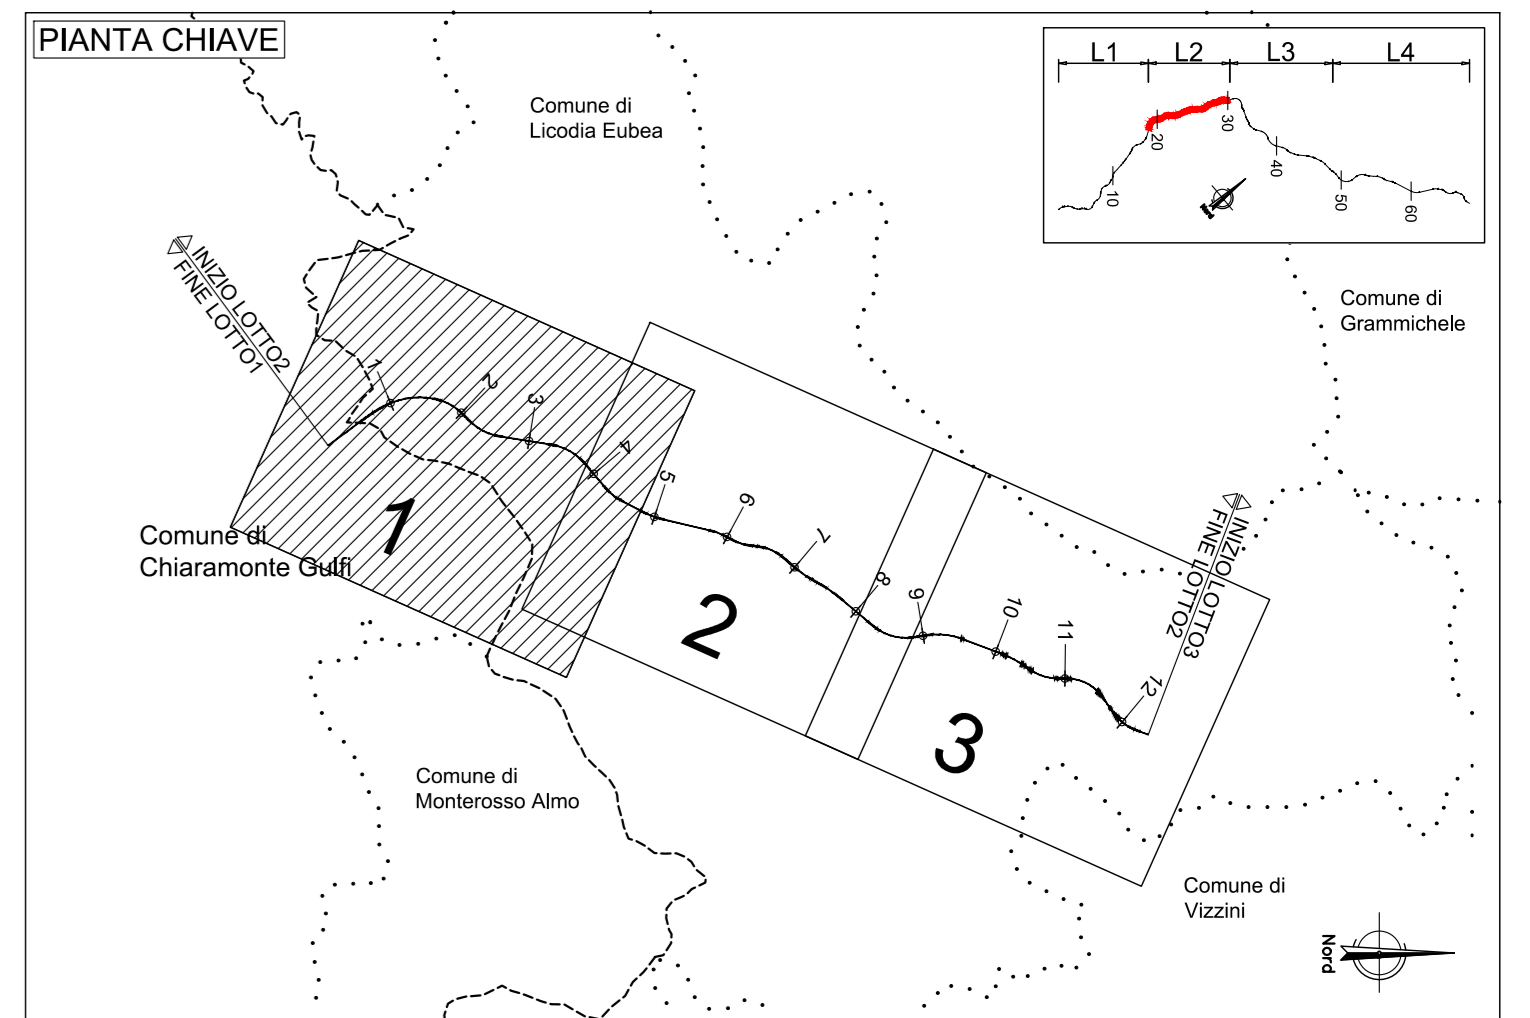 PIANTA CHIAVE
L1
L2
L3
L4
10
20
30
40
50
60
Comune di
Licodia Eubea
Comune di
Grammichele
INIZIO LOTTO2
FINE LOTTO1
1
2
3
4
5
6
7
8
9
10
11
12
INIZIO LOTTO3
FINE LOTTO2
1
2
3
Comune di
Chiaramonte Gulfi
Comune di
Monterosso Almo
Comune di
Vizzini
Nord